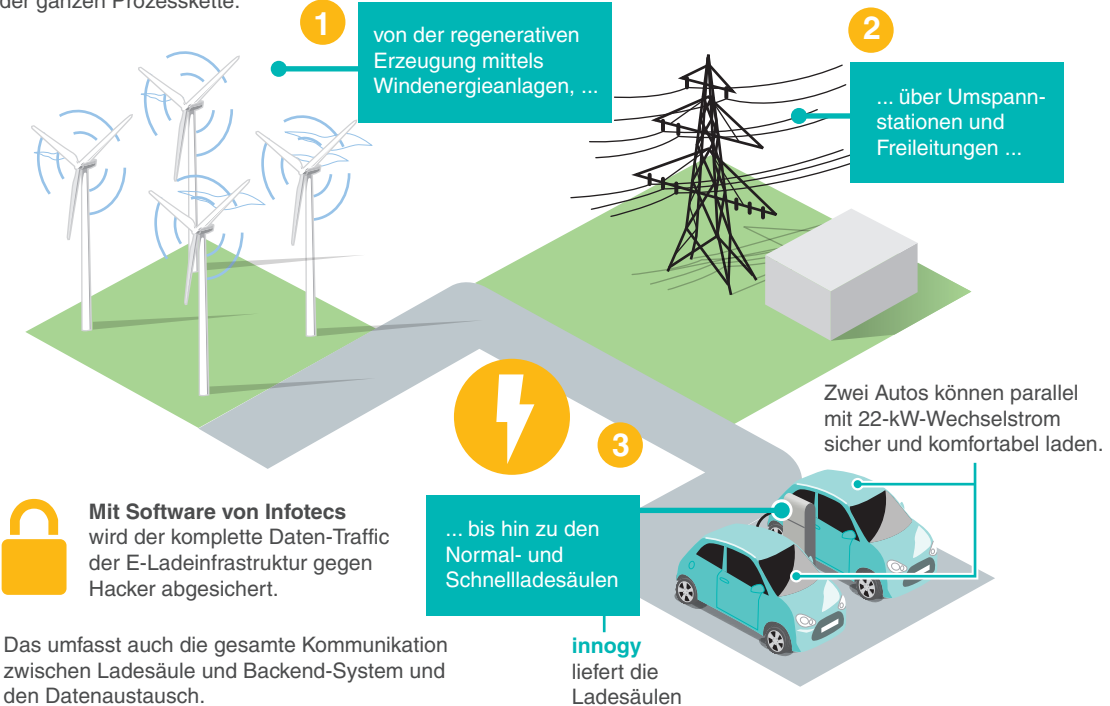 der ganzen Prozesskette.
1
von der regenerativen
Erzeugung mittels
Windenergieanlagen, ...
2
... über Umspann-
stationen und
Freileitungen ...
3
... bis hin zu den
Normal- und
Schnellladesäulen
innogy
liefert die
Ladesäulen
Zwei Autos können parallel
mit 22-kW-Wechselstrom
sicher und komfortabel laden.
Mit Software von Infotecs
wird der komplette Daten-Traffic
der E-Ladeinfrastruktur gegen
Hacker abgesichert.
Das umfasst auch die gesamte Kommunikation
zwischen Ladesäule und Backend-System und
den Datenaustausch.